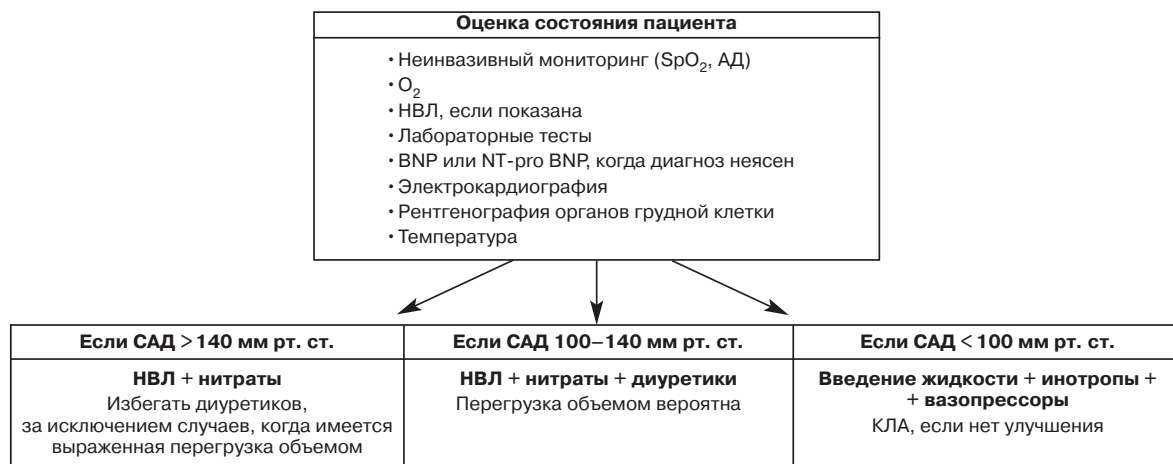 Оценка состояния пациента
· Неинвазивный мониторинг (SpO₂, АД)
· O₂
· НВЛ, если показана
· Лабораторные тесты
· BNP или NT-pro BNP, когда диагноз неясен
· Электрокардиография
· Рентгенография органов грудной клетки
· Температура
Если САД > 140 мм рт. ст.
НВЛ + нитраты
Избегать диуретиков,
за исключением случаев, когда имеется
выраженная перегрузка объемом
Если САД 100–140 мм рт. ст.
НВЛ + нитраты + диуретики
Перегрузка объемом вероятна
Если САД < 100 мм рт. ст.
Введение жидкости + инотропы +
+ вазопрессоры
КЛА, если нет улучшения